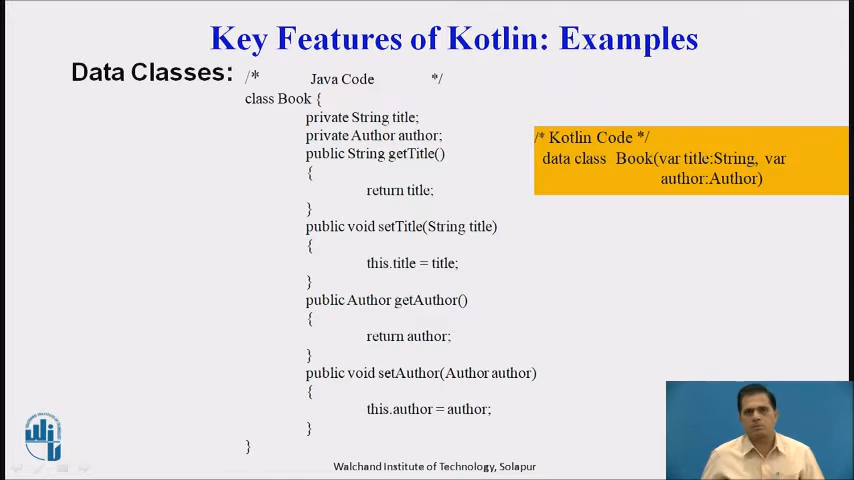 Key Features of Kotlin: Examples
Data Classes:
/* Java Code */
class Book {
private String title;
private Author author;
public String getTitle()
{
return title;
}
public void setTitle(String title)
{
this.title = title;
}
public Author getAuthor()
{
return author;
}
public void setAuthor(Author author)
{
this.author = author;
}
}
/* Kotlin Code */
data class Book(var title:String, var
author:Author)
WIT
Walchand Institute of Technology, Solapur